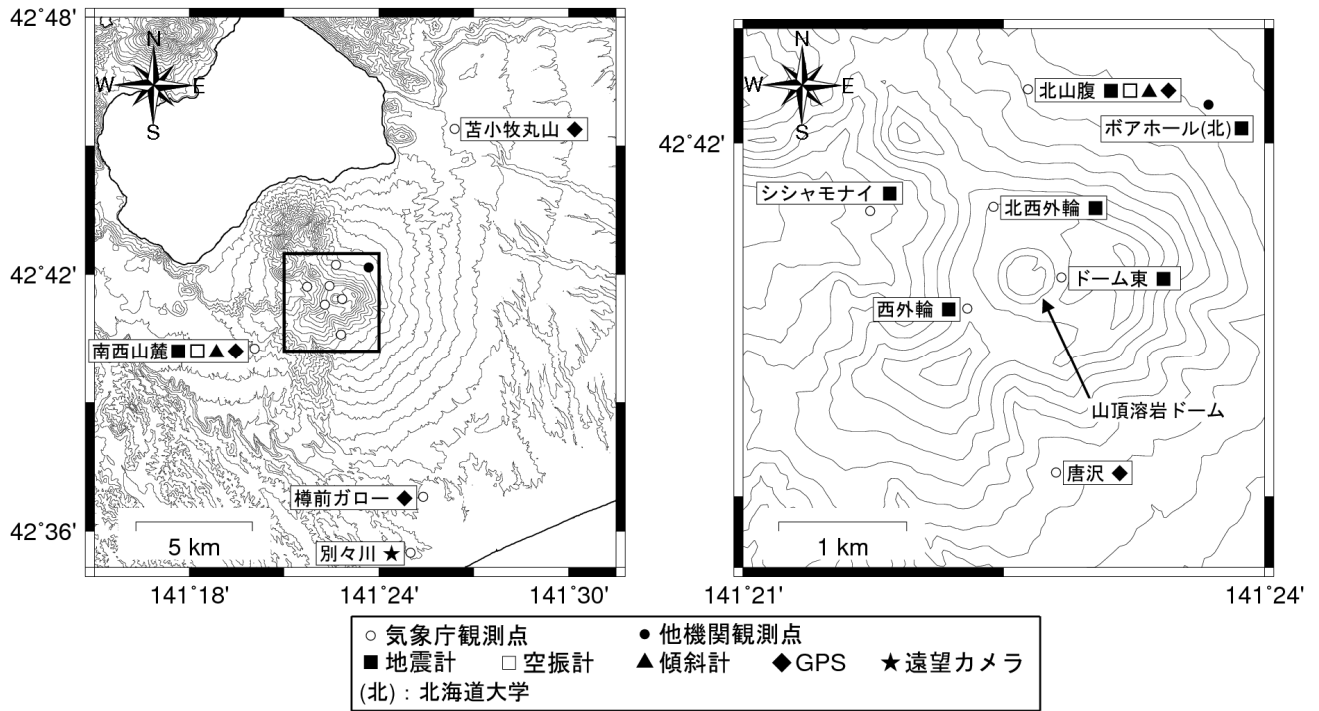 42˚48'
N
W E
S
苫小牧丸山 ◆
42˚42'
南西山麓■□▲◆
樽前ガロー ◆
42˚36'
5 km
別々川 ★
141˚18'
141˚24'
141˚30'
N
W E
S
北山腹 ■□▲◆
ボアホール(北)■
42˚42'
シシャモナイ ■
北西外輪 ■
ドーム東 ■
西外輪 ■
山頂溶岩ドーム
唐沢 ◆
1 km
141˚21'
141˚24'
○ 気象庁観測点 ● 他機関観測点
■ 地震計 □ 空振計 ▲ 傾斜計 ◆GPS ★遠望カメラ
(北)：北海道大学